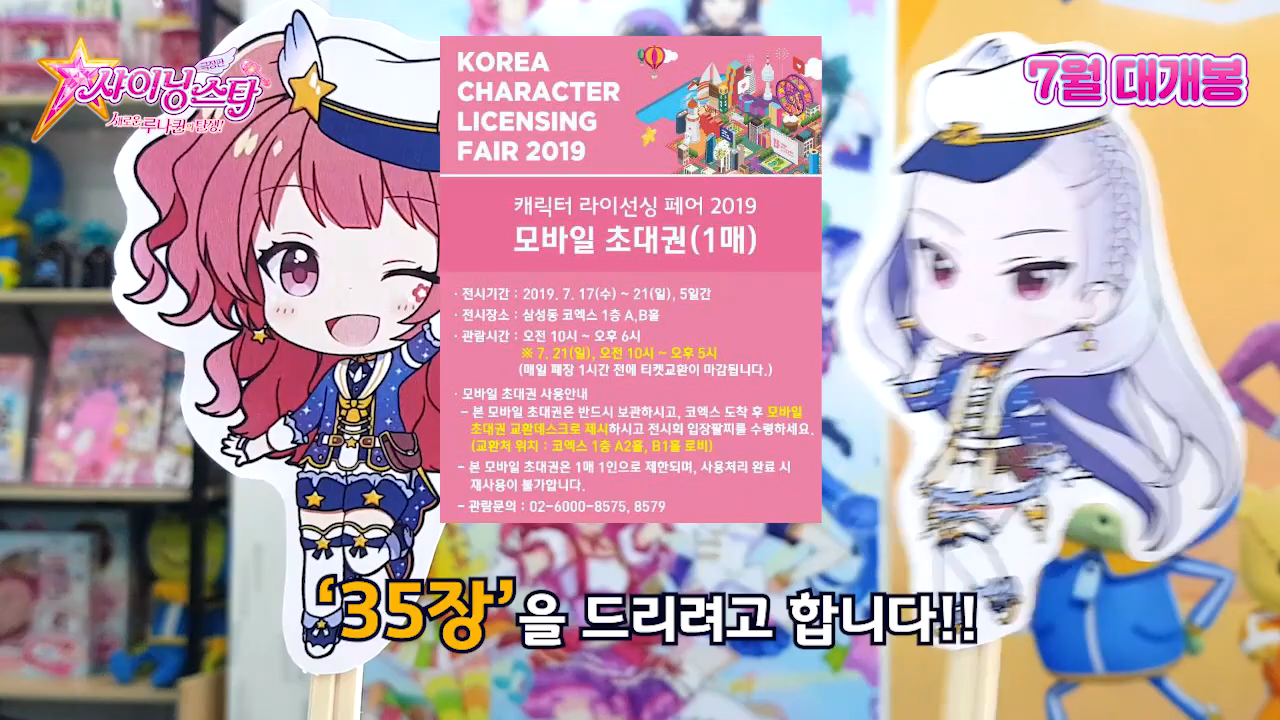 극장판
샤이닝스타
새로운 루나퀸의 탄생!
7월 대개봉
KOREA
CHARACTER
LICENSING
FAIR 2019
캐릭터 라이선싱 페어 2019
모바일 초대권(1매)
· 전시기간 : 2019. 7. 17(수) ~ 21(일), 5일간
· 전시장소 : 삼성동 코엑스 1층 A,B홀
· 관람시간 : 오전 10시 ~ 오후 6시
※ 7. 21(일), 오전 10시 ~ 오후 5시
(매일 폐장 1시간 전에 티켓교환이 마감됩니다.)
· 모바일 초대권 사용안내
- 본 모바일 초대권은 반드시 보관하시고, 코엑스 도착 후 모바일
초대권 교환데스크로 제시하시고 전시회 입장팔찌를 수령하세요.
(교환처 위치 : 코엑스 1층 A2홀, B1홀 로비)
- 본 모바일 초대권은 1매 1인으로 제한되며, 사용처리 완료 시
재사용이 불가합니다.
- 관람문의 : 02-6000-8575, 8579
‘35장’을 드리려고 합니다!!